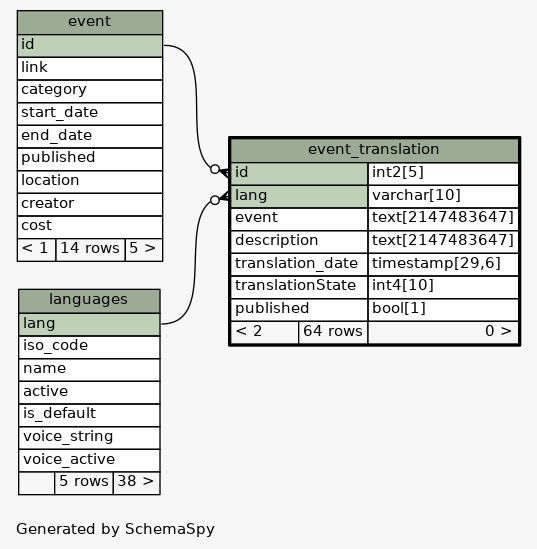 event
id
link
category
start_date
end_date
published
location
creator
cost
< 1 14 rows 5 >
event_translation
id int2[5]
lang varchar[10]
event text[2147483647]
description text[2147483647]
translation_date timestamp[29,6]
translationState int4[10]
published bool[1]
< 2 64 rows 0 >
languages
lang
iso_code
name
active
is_default
voice_string
voice_active
5 rows 38 >
Generated by SchemaSpy